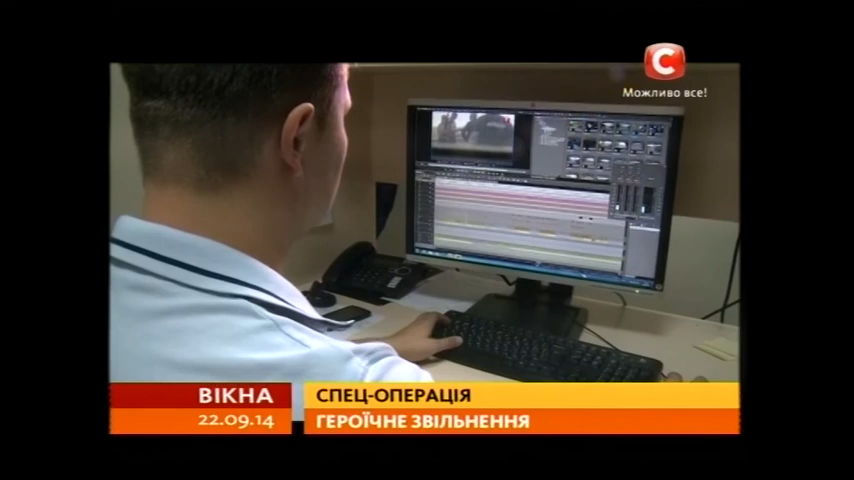 С
Можливо все!
ВІКНА
22.09.14
СПЕЦ-ОПЕРАЦІЯ
ГЕРОЇЧНЕ ЗВІЛЬНЕННЯ